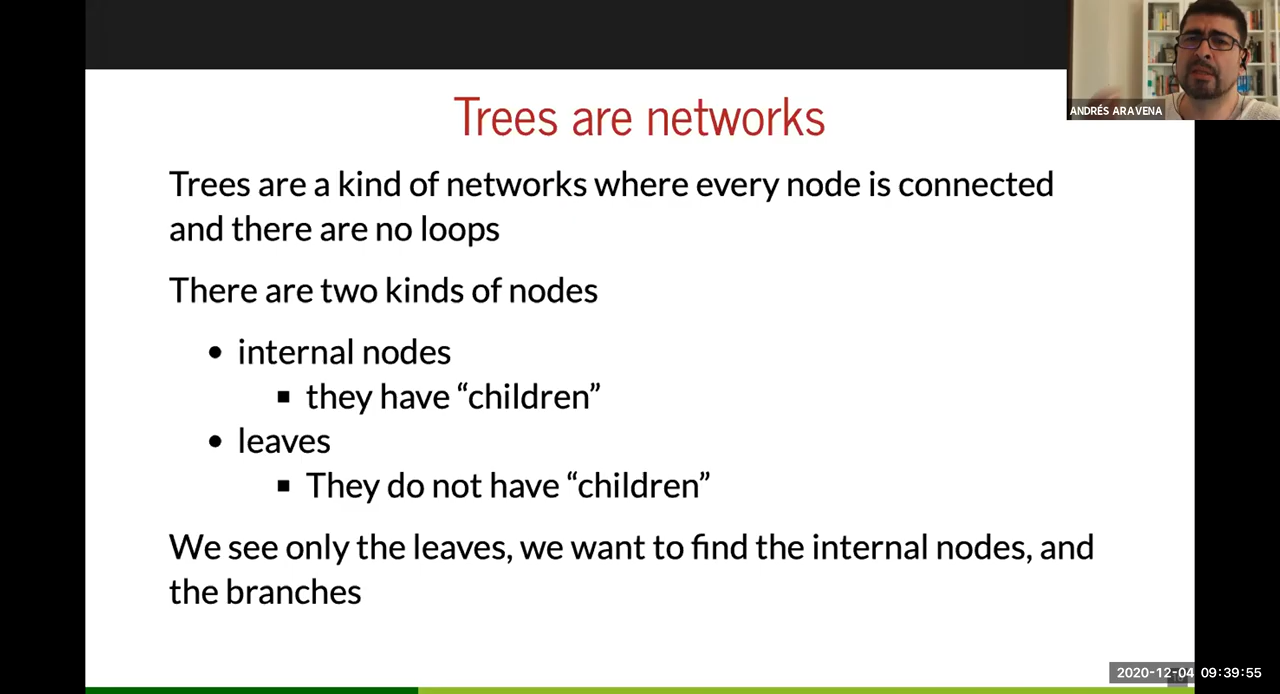 Trees are networks
ANDRÉS ARAVENA
Trees are a kind of networks where every node is connected
and there are no loops
There are two kinds of nodes
• internal nodes
▪ they have “children”
• leaves
▪ They do not have “children”
We see only the leaves, we want to find the internal nodes, and
the branches
2020-12-04 09:39:55